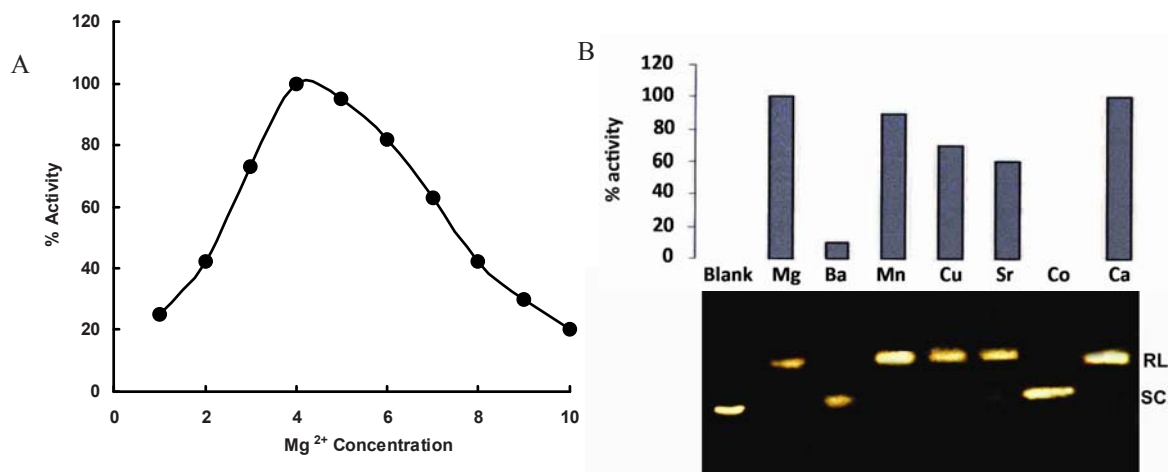 A
120
100
80
60
40
20
0
% Activity
0 2 4 6 8 10
Mg 2+ Concentration
B
120
100
80
60
40
20
0
% activity
Blank Mg Ba Mn Cu Sr Co Ca
RL
SC